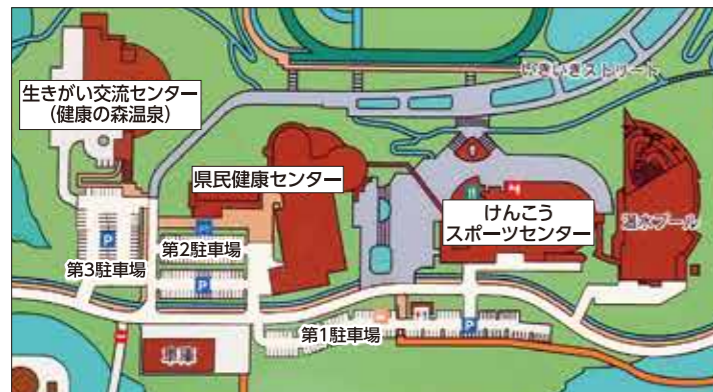 いきいきストリート
生きがい交流センター
（健康の森温泉）
県民健康センター
けんこう
スポーツセンター
温水プール
P
第3駐車場
P
第2駐車場
P
第1駐車場
P
車庫